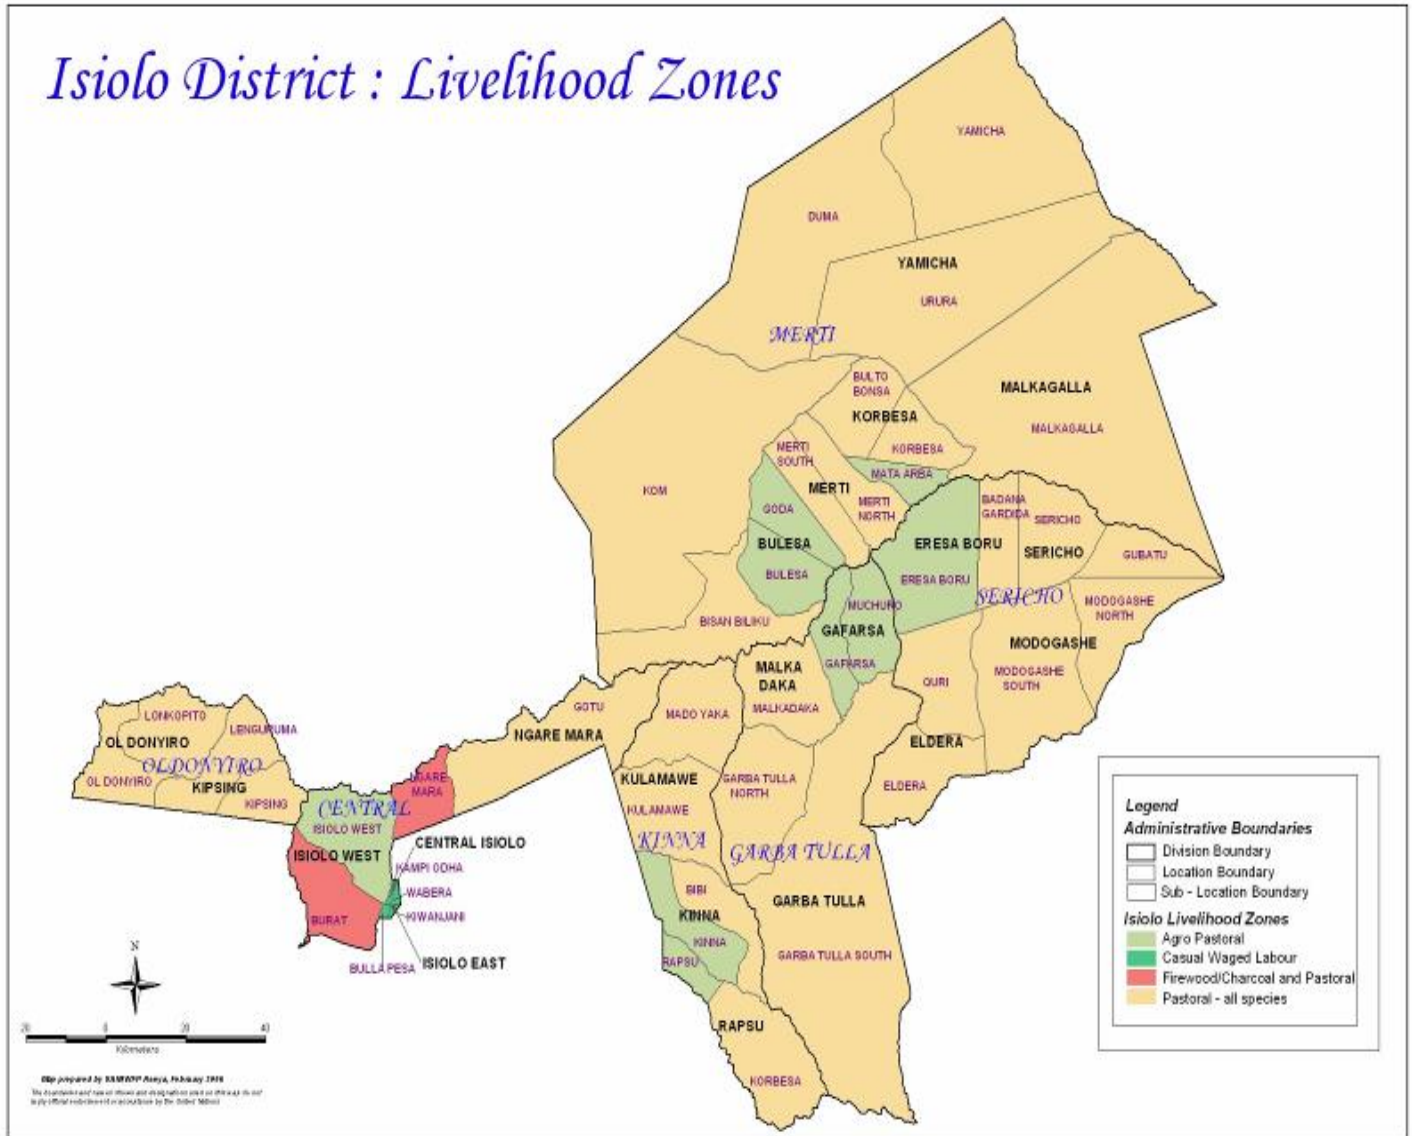 Isiolo District : Livelihood Zones
YAMICHA
DUMA
YAMICHA
URURA
MERTI
BULTO
BONSA
KORBESA
MALKAGALLA
MALKAGALLA
KORBESA
MERTI
SOUTH
MATA ARBA
MERTI
KOM
GODA
MERTI
NORTH
BADANA
GARDIDA
SERICHO
BULESA
ERESA BORU
SERICHO
GUBATU
BULESA
ERESA BORU
SERICHO
MUCHURO
MODOGASHE
NORTH
BISAN BILIKU
GAFARSA
MODOGASHE
GAFARSA
MALKA
DAKA
MODOGASHE
SOUTH
QURI
MALKADAKA
GOTU
MADO YAKA
LONKOPITO
LENGURUMA
NGARE MARA
OL DONYIRO
ELDERA
OLDONYIRO
OL DONYIRO
KIPSING
KIPSING
NGARE
MARA
KULAMAWE
GARBA TULLA
NORTH
ELDERA
CENTRAL
ISIOLO WEST
KULAMAWE
KINNA
GARBA TULLA
CENTRAL ISIOLO
ISIOLO WEST
KAMPI ODHA
WABERA
BIBI
GARBA TULLA
KIWANJANI
BURAT
KINNA
KINNA
GARBA TULLA SOUTH
RAPSU
BULLA PESA
ISIOLO EAST
RAPSU
KORBESA
Legend
Administrative Boundaries
Division Boundary
Location Boundary
Sub - Location Boundary
Isiolo Livelihood Zones
Agro Pastoral
Casual Waged Labour
Firewood/Charcoal and Pastoral
Pastoral - all species
N
20 0 20 40
Kilometers